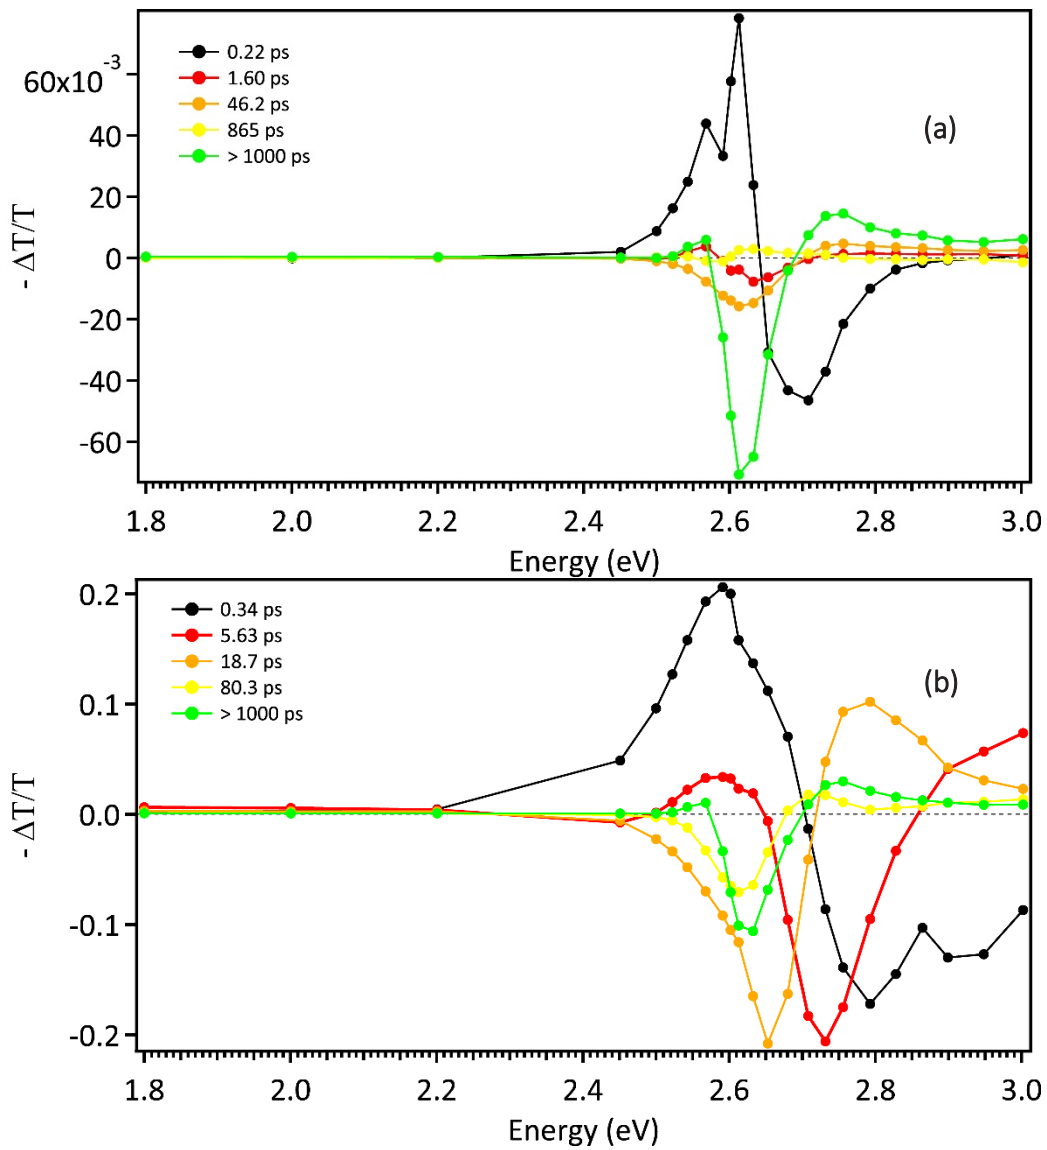 0.22 ps
1.60 ps
46.2 ps
865 ps
> 1000 ps
(a)
60x10-3
40
20
0
-20
-40
-60
- ΔT/T
1.8 2.0 2.2 2.4 2.6 2.8 3.0
Energy (eV)
0.34 ps
5.63 ps
18.7 ps
80.3 ps
> 1000 ps
(b)
0.2
0.1
0.0
-0.1
-0.2
- ΔT/T
1.8 2.0 2.2 2.4 2.6 2.8 3.0
Energy (eV)